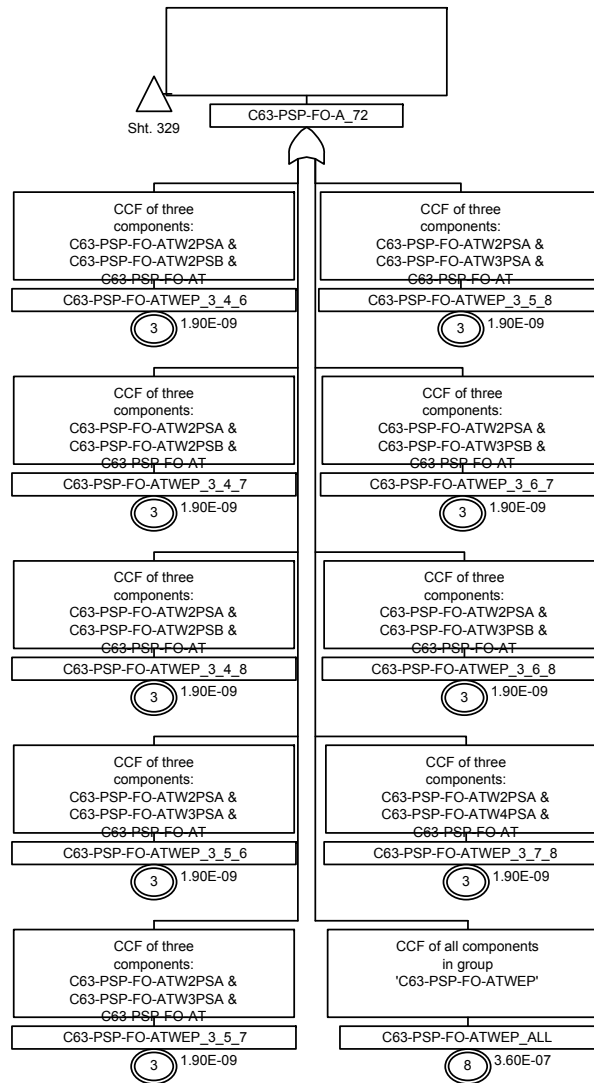 C63-PSP-FO-A_72
Sht. 329
CCF of three
components:
C63-PSP-FO-ATW2PSA &
C63-PSP-FO-ATW2PSB &
C63-PSP-FO-AT
C63-PSP-FO-ATWEP_3_4_6
3
1.90E-09
CCF of three
components:
C63-PSP-FO-ATW2PSA &
C63-PSP-FO-ATW3PSA &
C63-PSP-FO-AT
C63-PSP-FO-ATWEP_3_5_8
3
1.90E-09
CCF of three
components:
C63-PSP-FO-ATW2PSA &
C63-PSP-FO-ATW2PSB &
C63-PSP-FO-AT
C63-PSP-FO-ATWEP_3_4_7
3
1.90E-09
CCF of three
components:
C63-PSP-FO-ATW2PSA &
C63-PSP-FO-ATW3PSB &
C63-PSP-FO-AT
C63-PSP-FO-ATWEP_3_6_7
3
1.90E-09
CCF of three
components:
C63-PSP-FO-ATW2PSA &
C63-PSP-FO-ATW2PSB &
C63-PSP-FO-AT
C63-PSP-FO-ATWEP_3_4_8
3
1.90E-09
CCF of three
components:
C63-PSP-FO-ATW2PSA &
C63-PSP-FO-ATW3PSB &
C63-PSP-FO-AT
C63-PSP-FO-ATWEP_3_6_8
3
1.90E-09
CCF of three
components:
C63-PSP-FO-ATW2PSA &
C63-PSP-FO-ATW3PSA &
C63-PSP-FO-AT
C63-PSP-FO-ATWEP_3_5_6
3
1.90E-09
CCF of three
components:
C63-PSP-FO-ATW2PSA &
C63-PSP-FO-ATW4PSA &
C63-PSP-FO-AT
C63-PSP-FO-ATWEP_3_7_8
3
1.90E-09
CCF of three
components:
C63-PSP-FO-ATW2PSA &
C63-PSP-FO-ATW3PSA &
C63-PSP-FO-AT
C63-PSP-FO-ATWEP_3_5_7
3
1.90E-09
CCF of all components
in group
'C63-PSP-FO-ATWEP'
C63-PSP-FO-ATWEP_ALL
8
3.60E-07